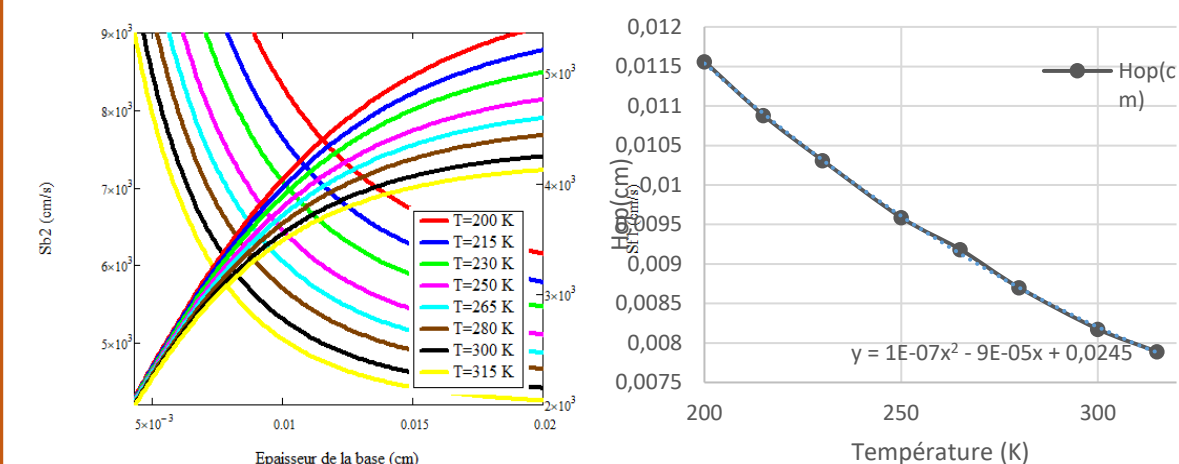 9×10³
8×10³
7×10³
6×10³
5×10³
Sb2 (cm/s)
5×10³
4×10³
3×10³
2×10³
Sf1 (cm/s)
T=200 K
T=215 K
T=230 K
T=250 K
T=265 K
T=280 K
T=300 K
T=315 K
5×10⁻³
0.01
0.015
0.02
Epaisseur de la base (cm)
0,012
0,0115
0,011
0,0105
0,01
0,0095
0,009
0,0085
0,008
0,0075
Hop(cm)
Hop(c
m)
y = 1E-07x² - 9E-05x + 0,0245
200
250
300
Température (K)